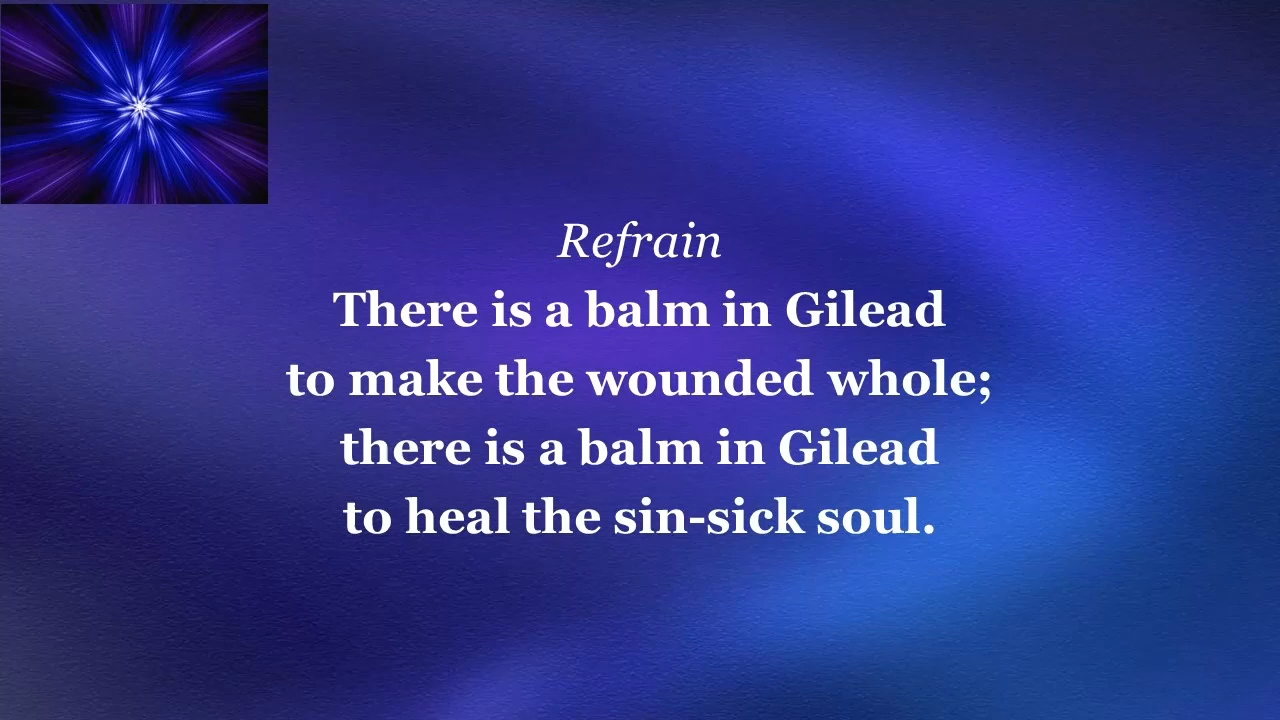 Refrain
There is a balm in Gilead
to make the wounded whole;
there is a balm in Gilead
to heal the sin-sick soul.